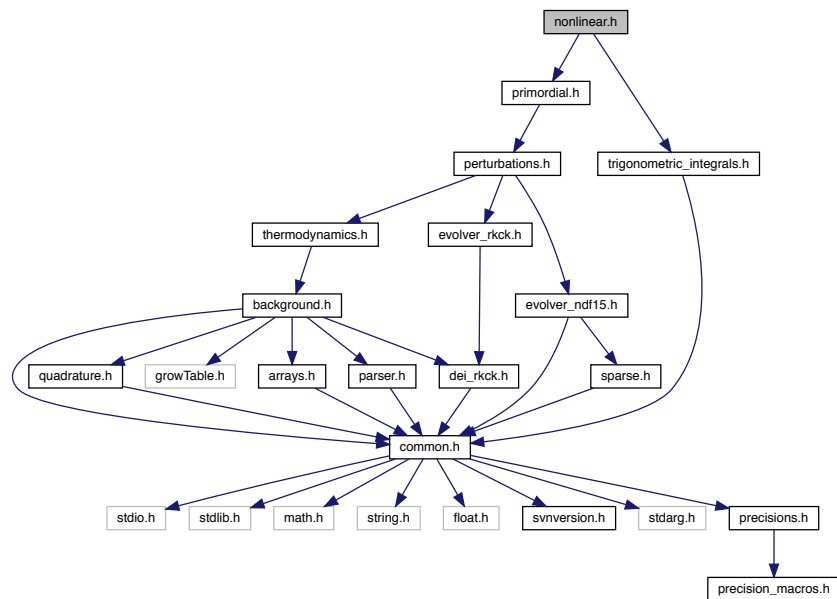 nonlinear.h
primordial.h
perturbations.h
trigonometric_integrals.h
thermodynamics.h
evolver_rkck.h
background.h
evolver_ndf15.h
quadrature.h
growTable.h
arrays.h
parser.h
dei_rkck.h
sparse.h
common.h
stdio.h
stdlib.h
math.h
string.h
float.h
svnversion.h
stdarg.h
precisions.h
precision_macros.h